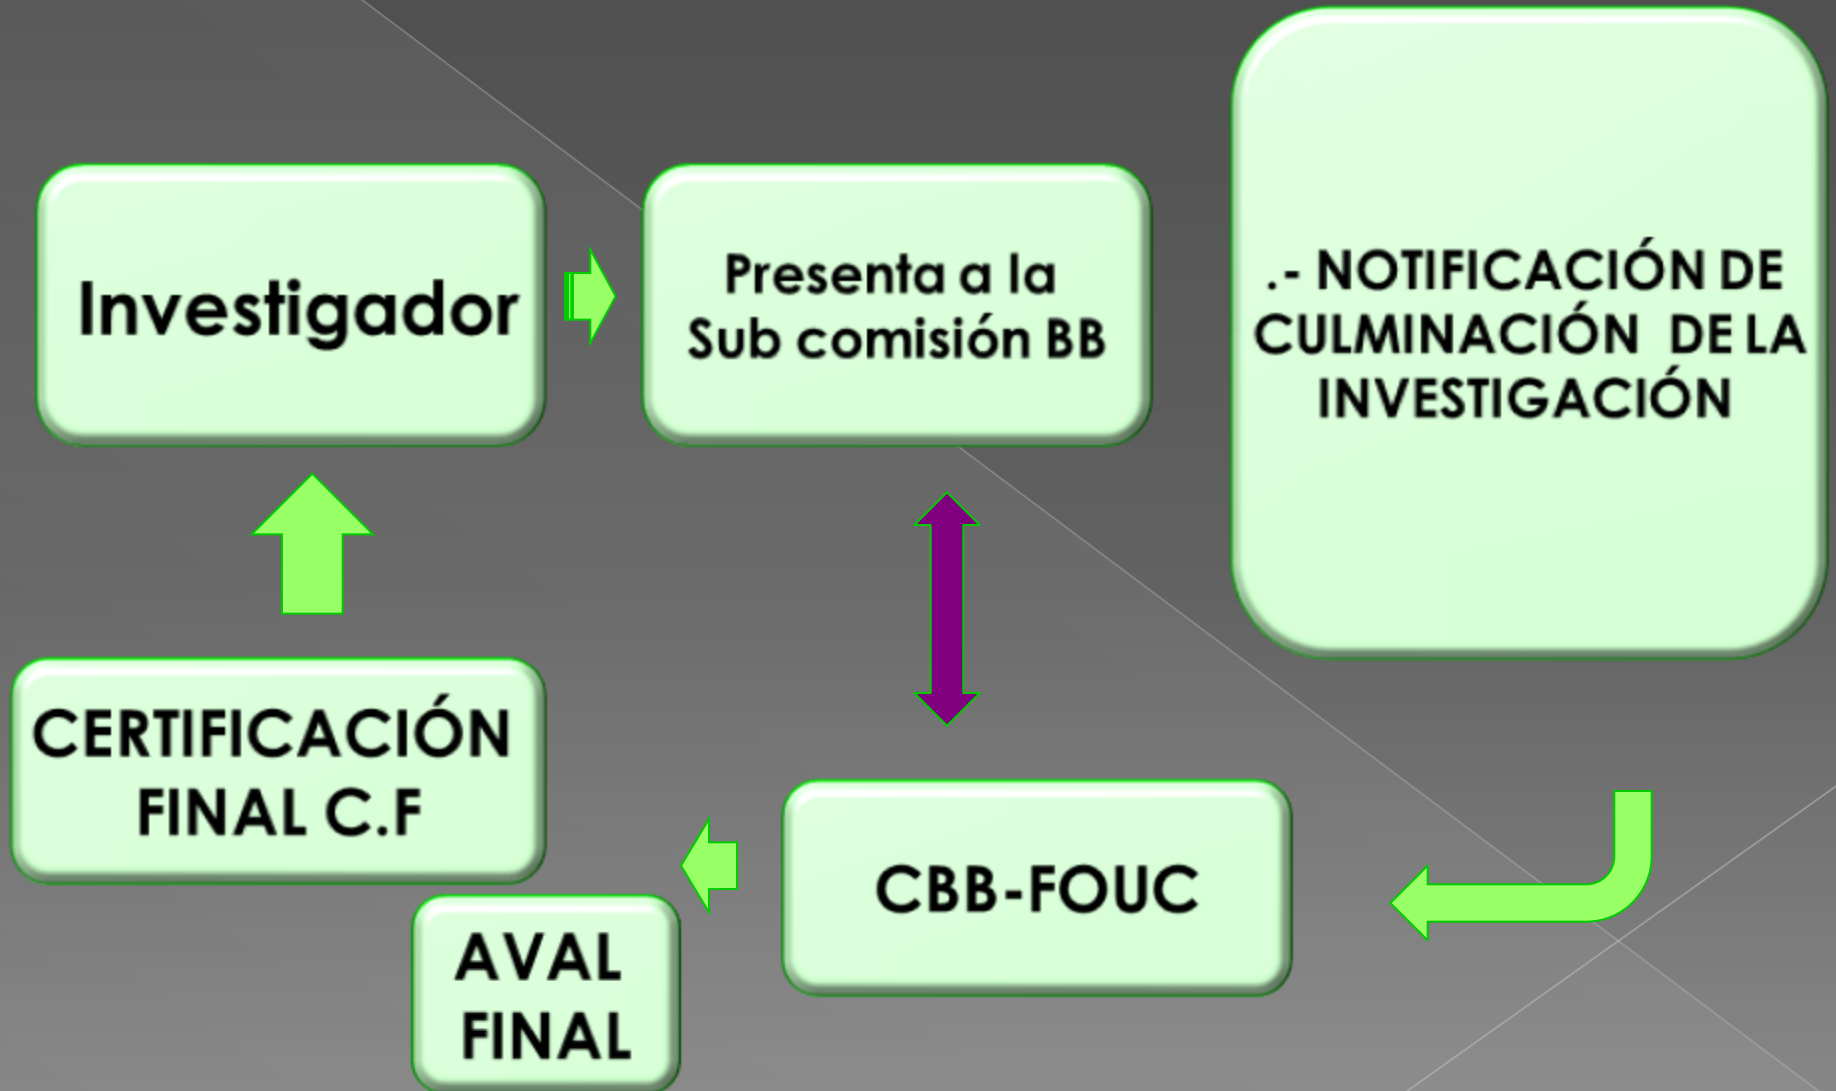 Investigador
Presenta a la
Sub comisión BB
.- NOTIFICACIÓN DE
CULMINACIÓN DE LA
INVESTIGACIÓN
CERTIFICACIÓN
FINAL C.F
AVAL
FINAL
CBB-FOUC